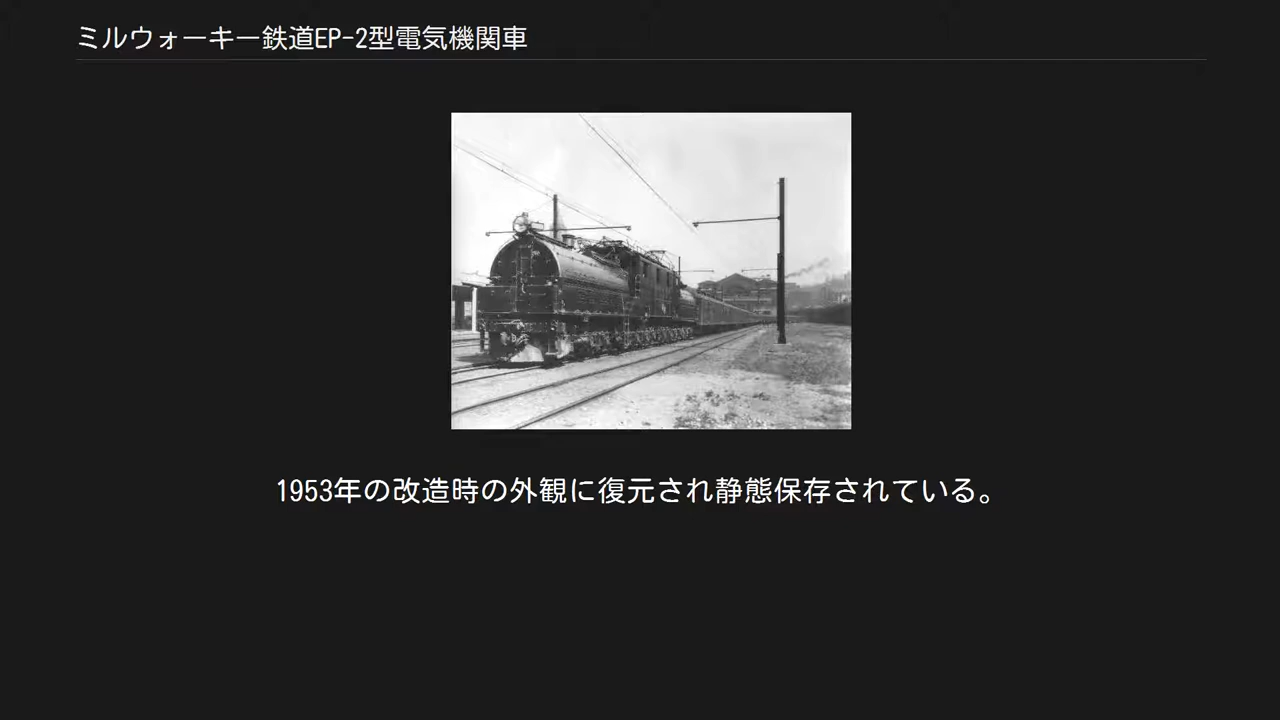 ミルウォーキー鉄道EP-2型電気機関車
1953年の改造時の外観に復元され静態保存されている。